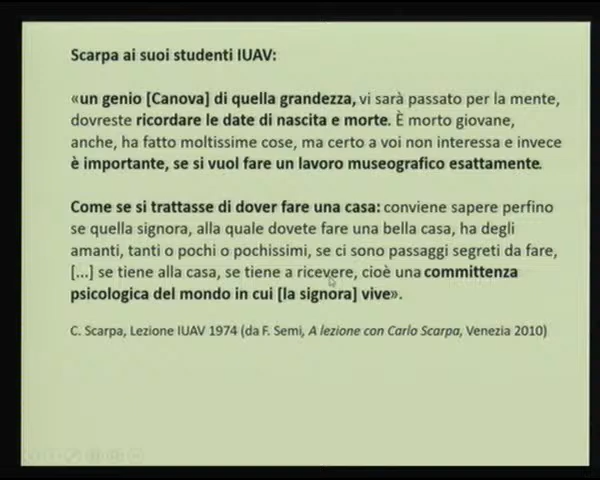 Scarpa ai suoi studenti IUAV:
«un genio [Canova] di quella grandezza, vi sarà passato per la mente,
dovreste ricordare le date di nascita e morte. È morto giovane,
anche, ha fatto moltissime cose, ma certo a voi non interessa e invece
è importante, se si vuol fare un lavoro museografico esattamente.
Come se si trattasse di dover fare una casa: conviene sapere perfino
se quella signora, alla quale dovete fare una bella casa, ha degli
amanti, tanti o pochi o pochissimi, se ci sono passaggi segreti da fare,
[...] se tiene alla casa, se tiene a ricevere, cioè una committenza
psicologica del mondo in cui [la signora] vive».
C. Scarpa, Lezione IUAV 1974 (da F. Semi, A lezione con Carlo Scarpa, Venezia 2010)